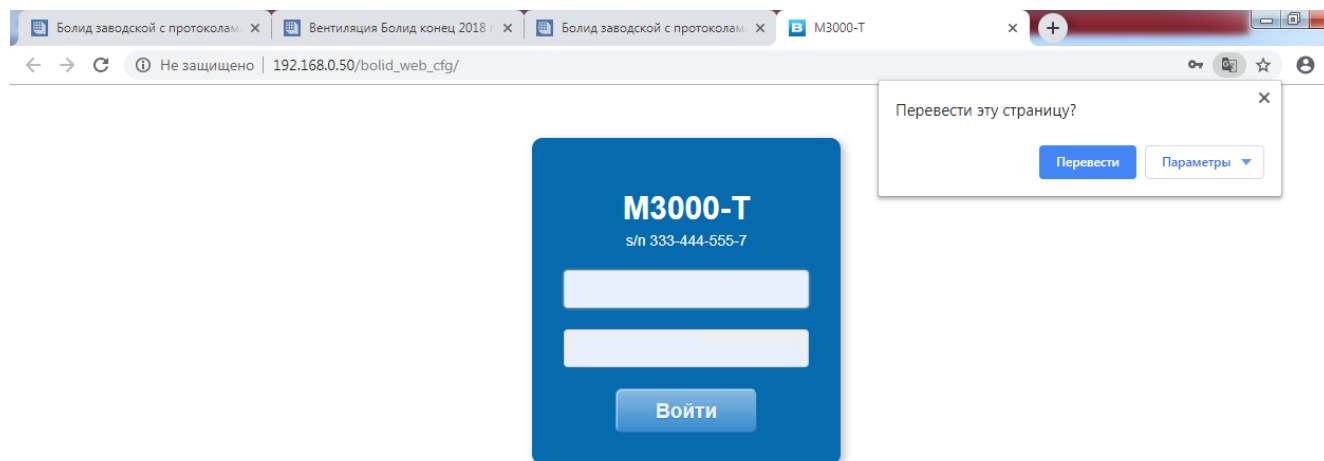 Болид заводской с протоколам
Вентиляция Болид конец 2018 г
Болид заводской с протоколам
M3000-T
Не защищено | 192.168.0.50/bolid_web_cfg/
Перевести эту страницу?
Перевести
Параметры
M3000-T
s/n 333-444-555-7
Войти